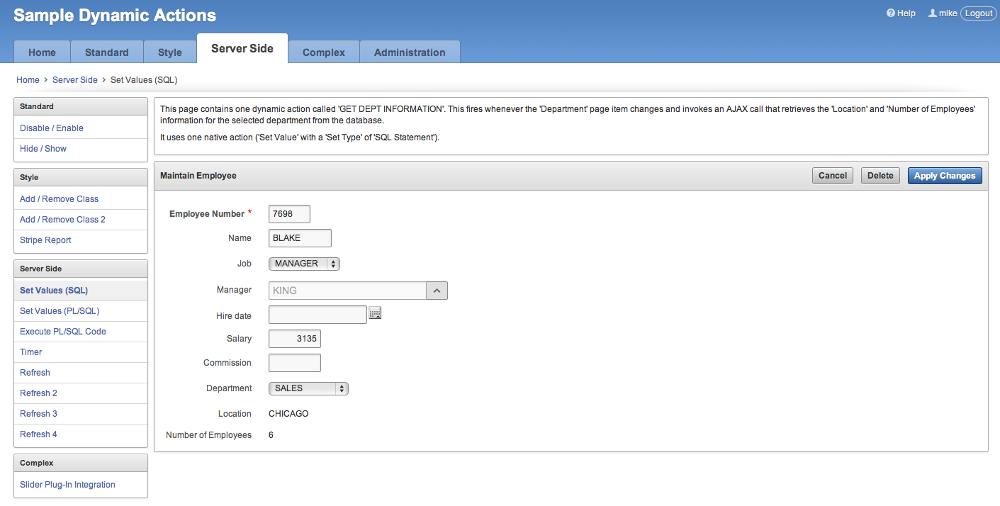 Sample Dynamic Actions
Help mike Logout
Home Standard Style Server Side Complex Administration
Home > Server Side > Set Values (SQL)
Standard
Disable / Enable
Hide / Show
Style
Add / Remove Class
Add / Remove Class 2
Stripe Report
Server Side
Set Values (SQL)
Set Values (PL/SQL)
Execute PL/SQL Code
Timer
Refresh
Refresh 2
Refresh 3
Refresh 4
Complex
Slider Plug-In Integration
This page contains one dynamic action called 'GET DEPT INFORMATION'. This fires whenever the 'Department' page item changes and invokes an AJAX call that retrieves the 'Location' and 'Number of Employees'
information for the selected department from the database.
It uses one native action ('Set Value' with a 'Set Type' of 'SQL Statement').
Maintain Employee Cancel Delete Apply Changes
Employee Number * 7698
Name BLAKE
Job MANAGER
Manager KING
Hire date
Salary 3135
Commission
Department SALES
Location CHICAGO
Number of Employees 6